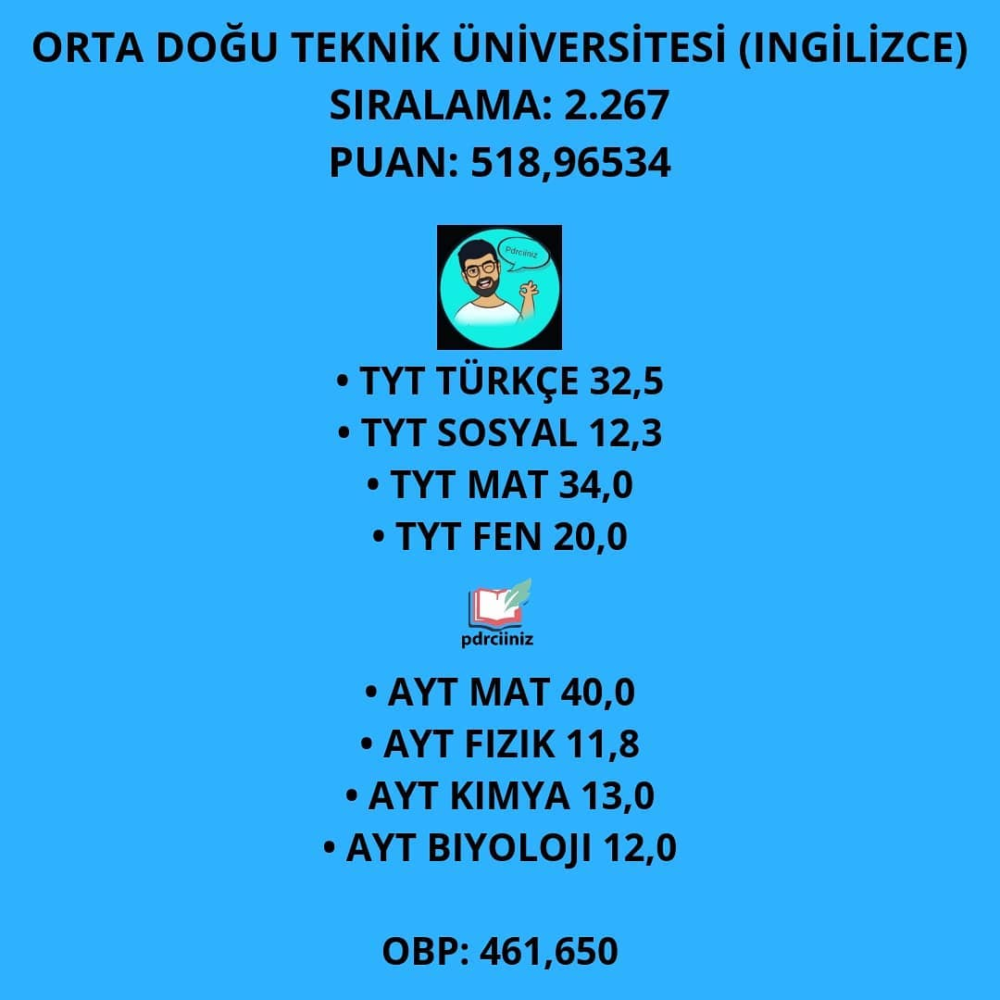 ORTA DOĞU TEKNİK ÜNİVERSİTESİ (INGİLİZCE)
SIRALAMA: 2.267
PUAN: 518,96534
Pdrciiniz
• TYT TÜRKÇE 32,5
• TYT SOSYAL 12,3
• TYT MAT 34,0
• TYT FEN 20,0
pdrciiniz
• AYT MAT 40,0
• AYT FIZIK 11,8
• AYT KIMYA 13,0
• AYT BIYOLOJI 12,0
OBP: 461,650